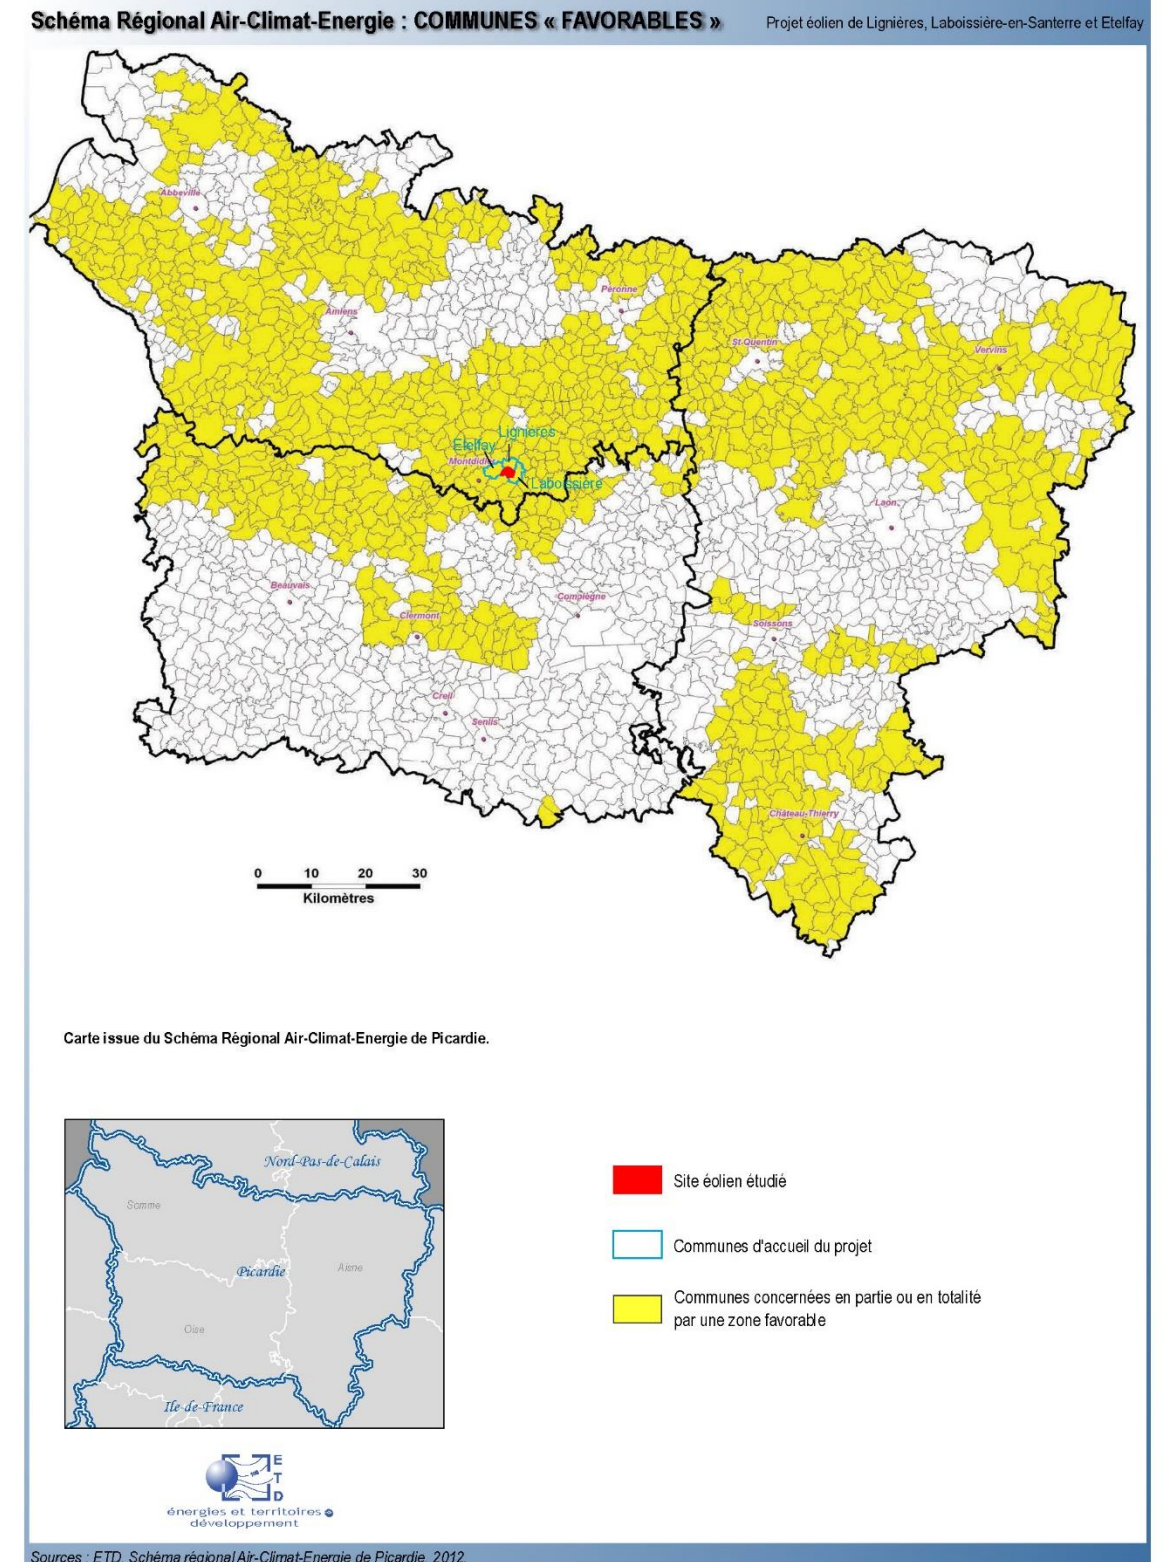 Schéma Régional Air-Climat-Energie : COMMUNES « FAVORABLES »
Projet éolien de Lignières, Laboissière-en-Santerre et Etelfay
Abbeville
Amiens
Péronne
St-Quentin
Vervins
Lignières
Etelfay
Montdidier
Laboissière
Laon
Beauvais
Compiègne
Clermont
Soissons
Creil
Senlis
Château-Thierry
0 10 20 30
Kilomètres
Carte issue du Schéma Régional Air-Climat-Energie de Picardie.
Nord-Pas-de-Calais
Somme
Picardie
Aisne
Oise
Ile-de-France
Site éolien étudié
Communes d'accueil du projet
Communes concernées en partie ou en totalité
par une zone favorable
E
T
D
énergies et territoires
développement
Sources : ETD, Schéma régional Air-Climat-Energie de Picardie, 2012.